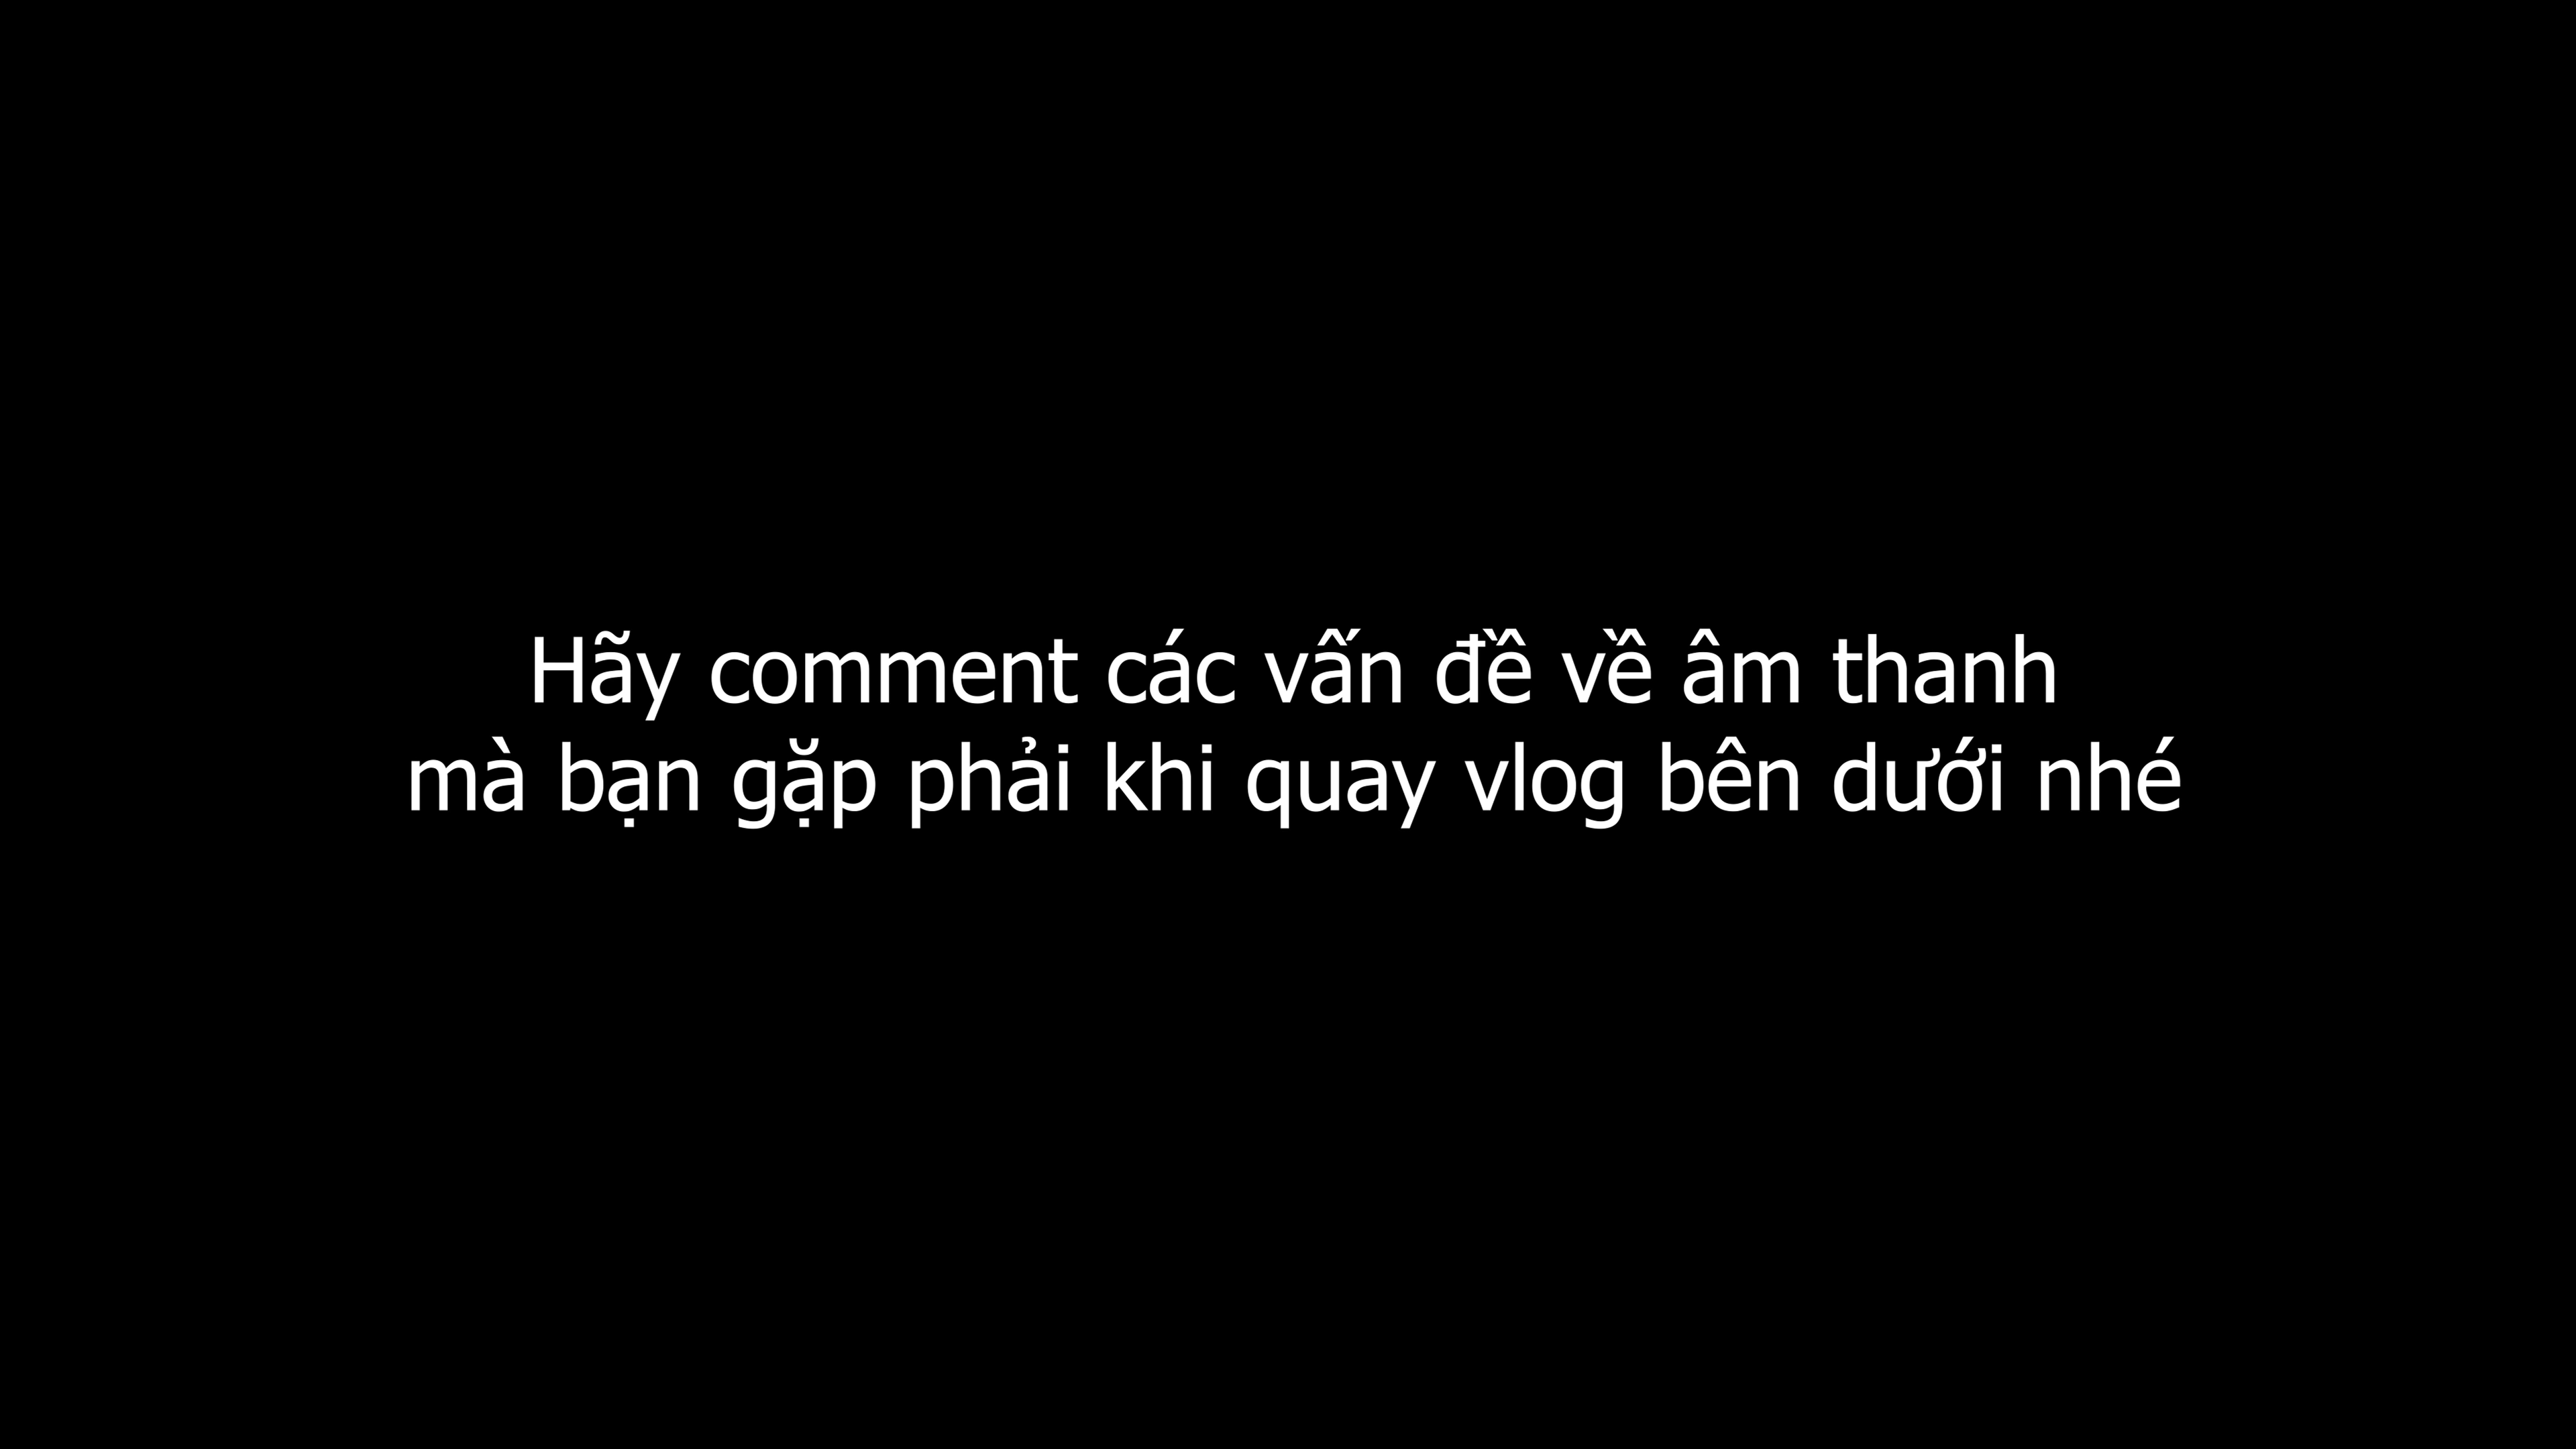 Hãy comment các vấn đề về âm thanh
mà bạn gặp phải khi quay vlog bên dưới nhé